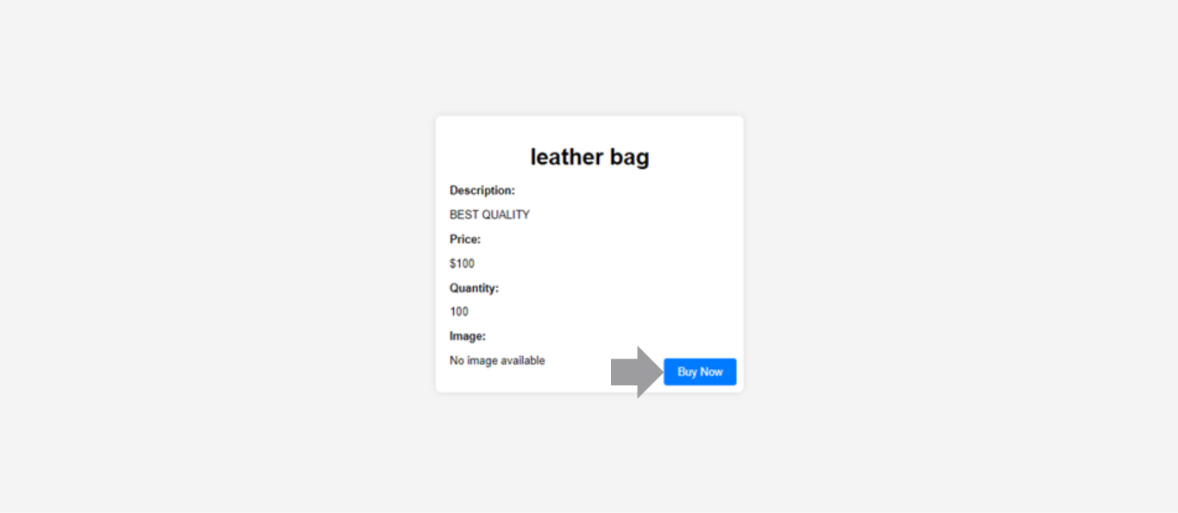 leather bag
Description:
BEST QUALITY
Price:
$100
Quantity:
100
Image:
No image available
Buy Now